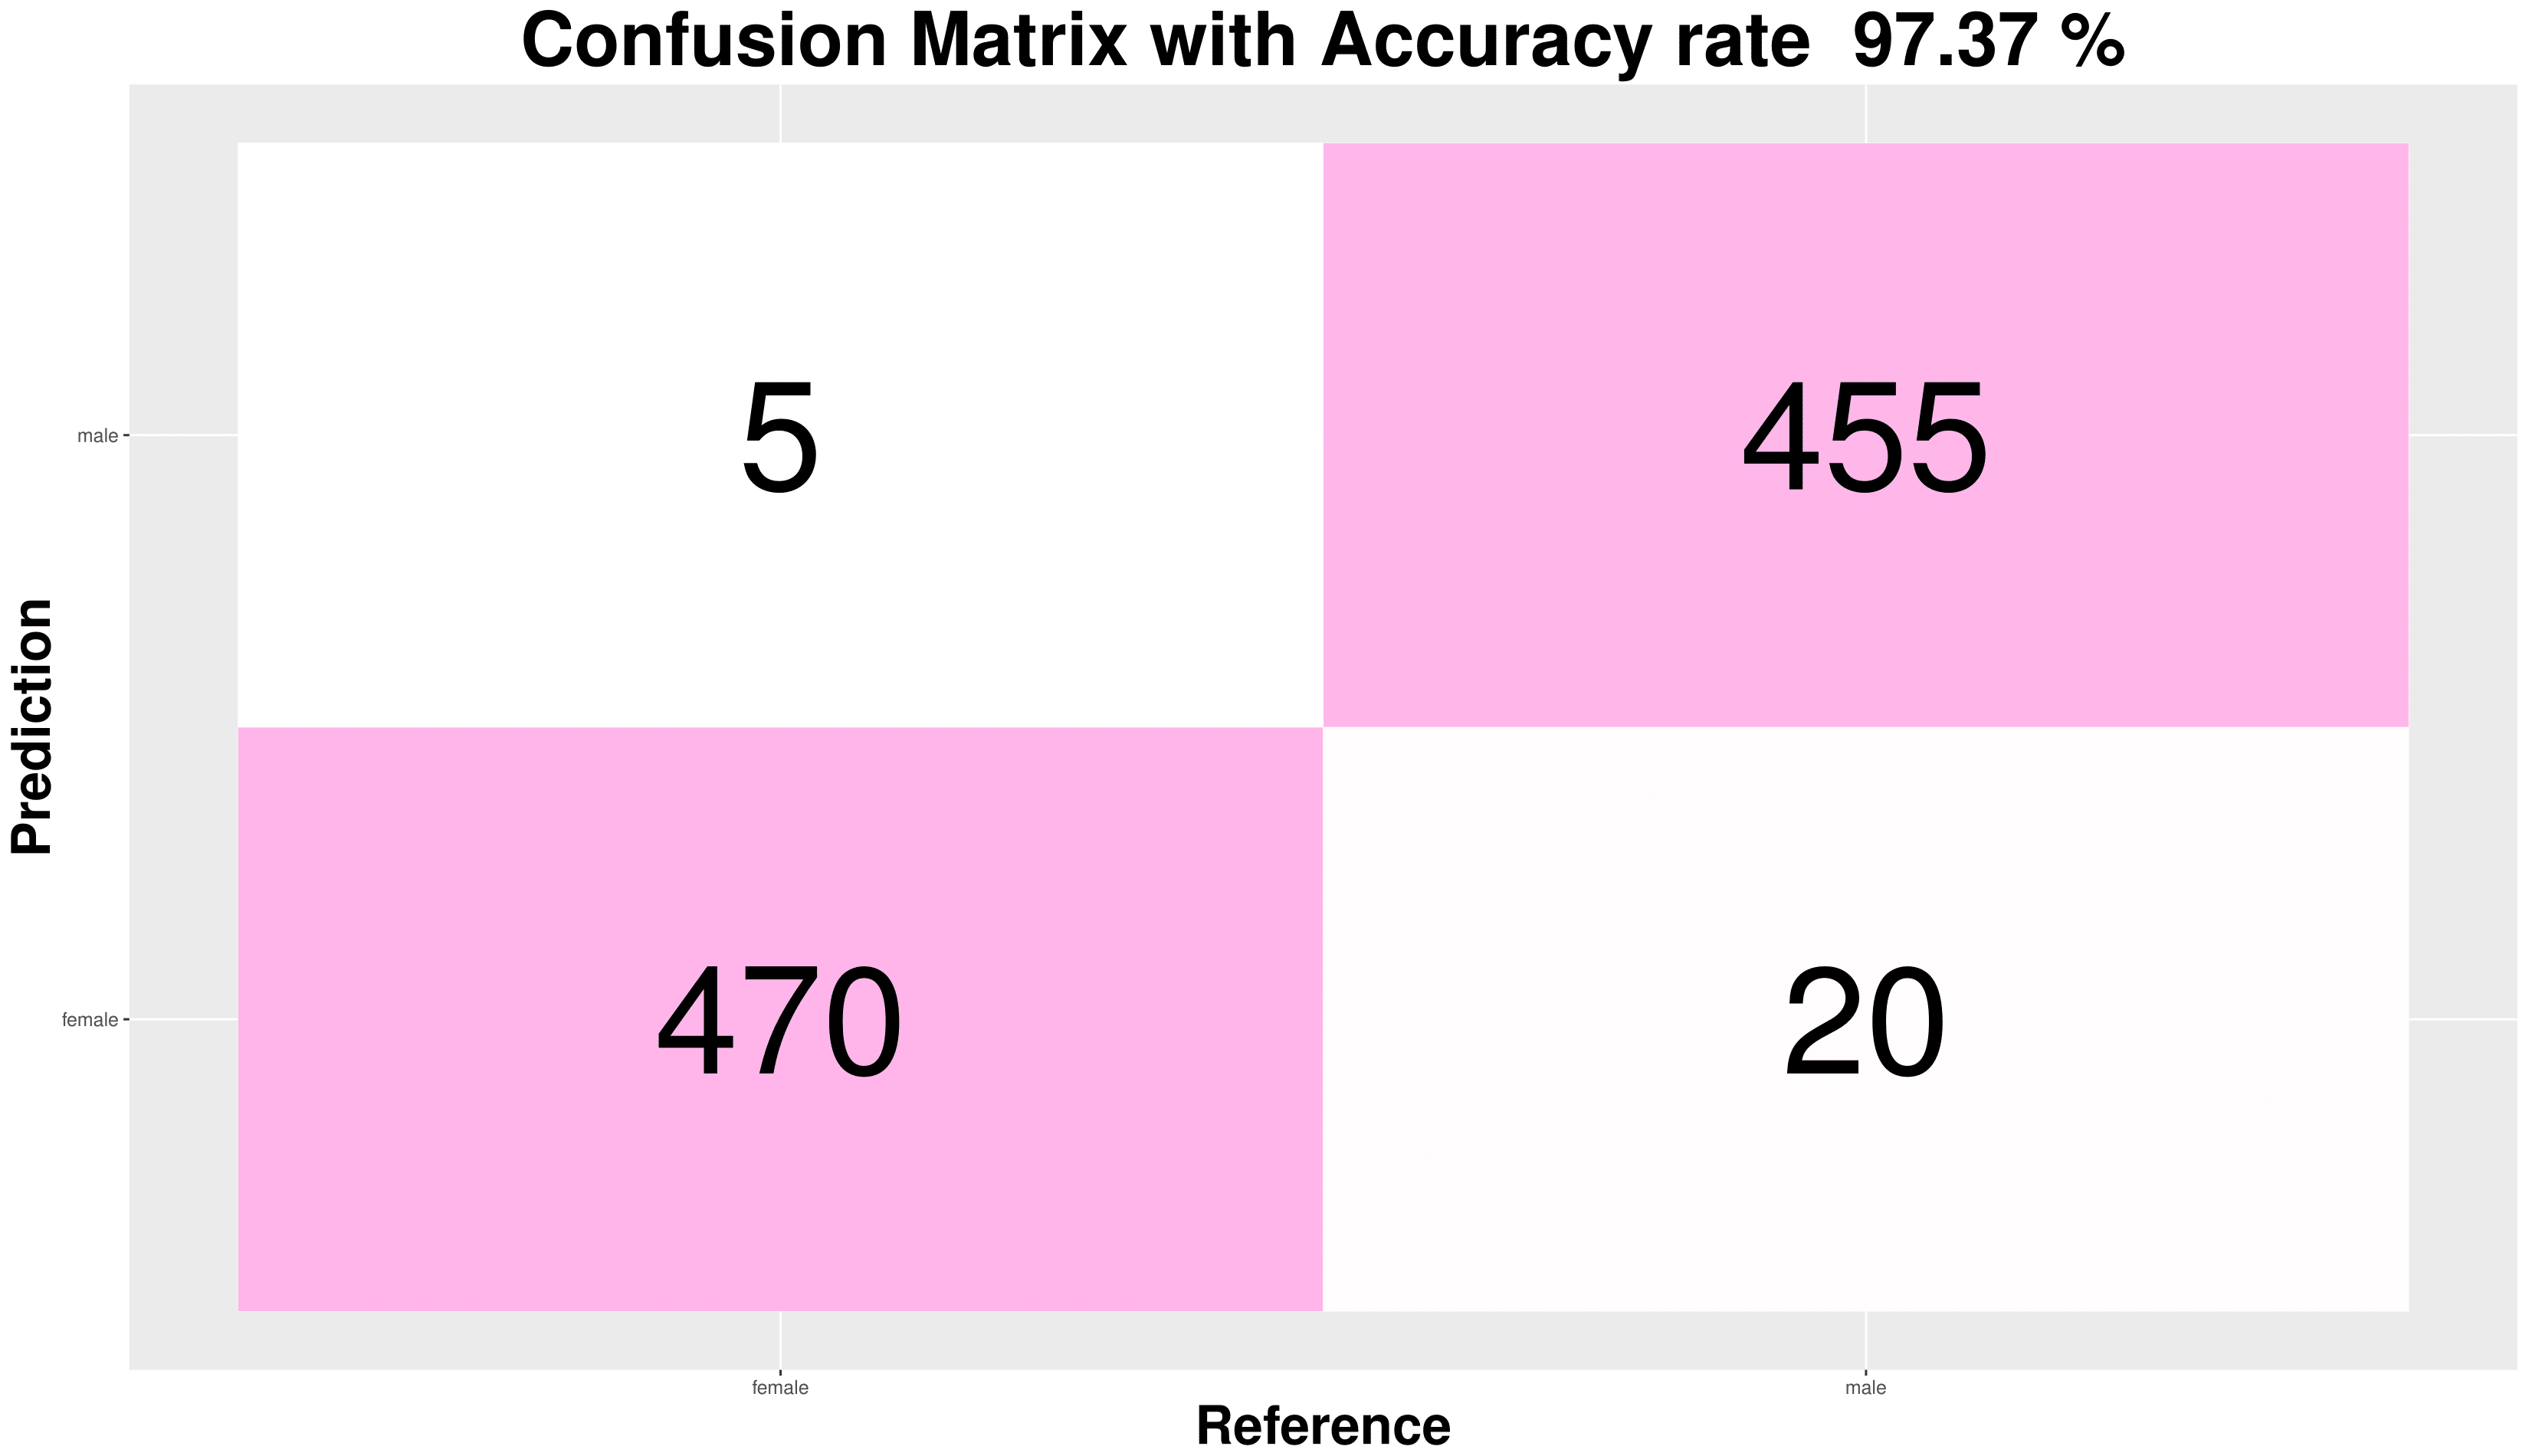 Confusion Matrix with Accuracy rate  97.37 %
male
5
455
Prediction
female
470
20
female
male
Reference